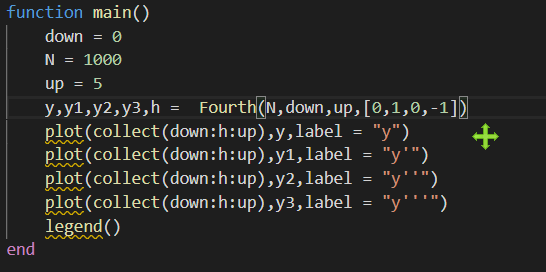 function main()
    down = 0
    N = 1000
    up = 5
    y,y1,y2,y3,h =  Fourth(N,down,up,[0,1,0,-1])
    plot(collect(down:h:up),y,label = "y")
    plot(collect(down:h:up),y1,label = "y'")
    plot(collect(down:h:up),y2,label = "y''")
    plot(collect(down:h:up),y3,label = "y'''")
    legend()
end